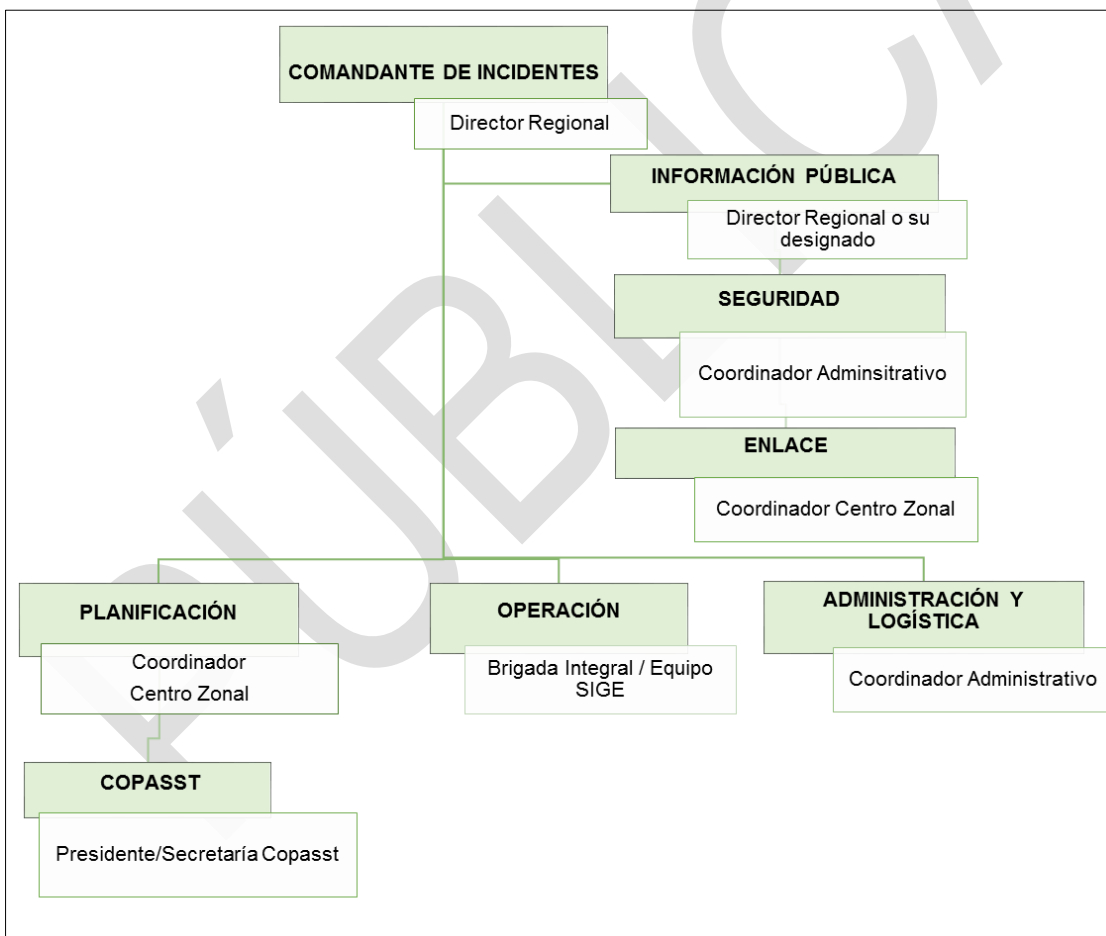 COMANDANTE DE INCIDENTES
Director Regional
INFORMACIÓN PÚBLICA
Director Regional o su
designado
SEGURIDAD
Coordinador Adminsitrativo
ENLACE
Coordinador Centro Zonal
PLANIFICACIÓN
Coordinador
Centro Zonal
OPERACIÓN
Brigada Integral / Equipo
SIGE
ADMINISTRACIÓN Y
LOGÍSTICA
Coordinador Administrativo
COPASST
Presidente/Secretaría Copasst
PÚBLICA